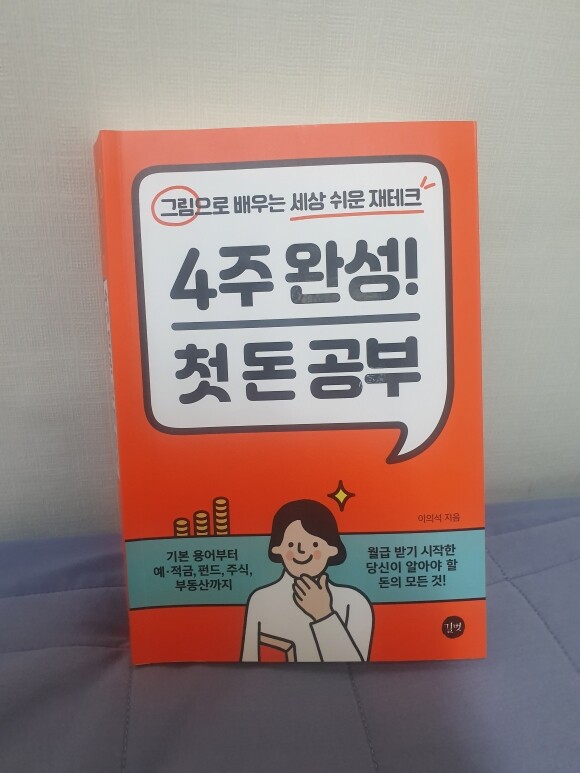 그림으로 배우는 세상 쉬운 재테크
4주 완성!
첫 돈 공부
이의석 지음
기본 용어부터
예·적금, 펀드, 주식,
부동산까지
월급 받기 시작한
당신이 알아야 할
돈의 모든 것!
길벗